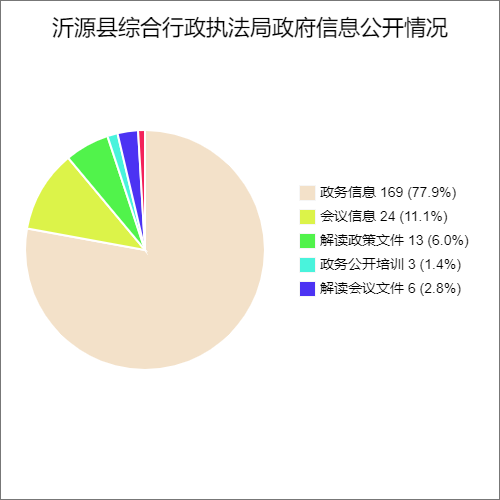 沂源县综合行政执法局政府信息公开情况
政务信息 169 (77.9%)
会议信息 24 (11.1%)
解读政策文件 13 (6.0%)
政务公开培训 3 (1.4%)
解读会议文件 6 (2.8%)